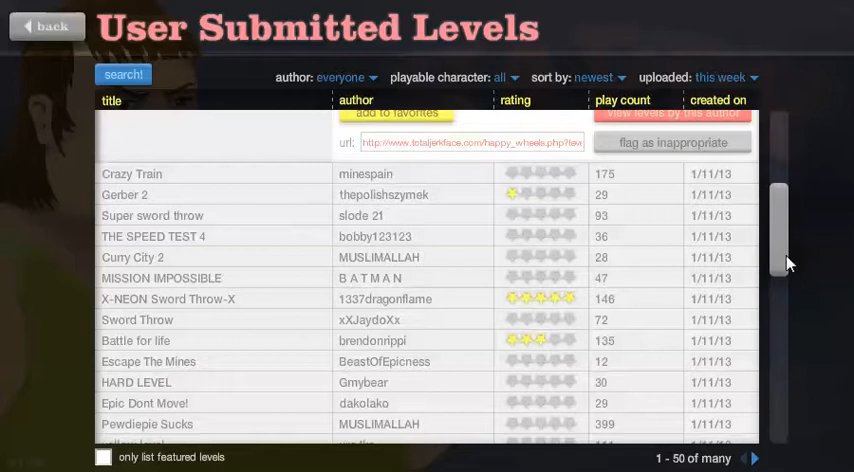 back User Submitted Levels
search! author: everyone playable character: all sort by: newest uploaded: this week
title author rating play count created on
add to favorites view levels by this author
url: http://www.totaljerkface.com/happy_wheels.php?lev flag as inappropriate
Crazy Train minespain 175 1/11/13
Gerber 2 thepolishszymek 29 1/11/13
Super sword throw slode 21 93 1/11/13
THE SPEED TEST 4 bobby123123 36 1/11/13
Curry City 2 MUSLIMALLAH 28 1/11/13
MISSION IMPOSSIBLE B A T M A N 47 1/11/13
X-NEON Sword Throw-X 1337dragonflame 146 1/11/13
Sword Throw xXJaydoXx 72 1/11/13
Battle for life brendonrippi 135 1/11/13
Escape The Mines BeastOfEpicness 12 1/11/13
HARD LEVEL Gmybear 30 1/11/13
Epic Dont Move! dakolako 29 1/11/13
Pewdiepie Sucks MUSLIMALLAH 399 1/11/13
only list featured levels 1 - 50 of many